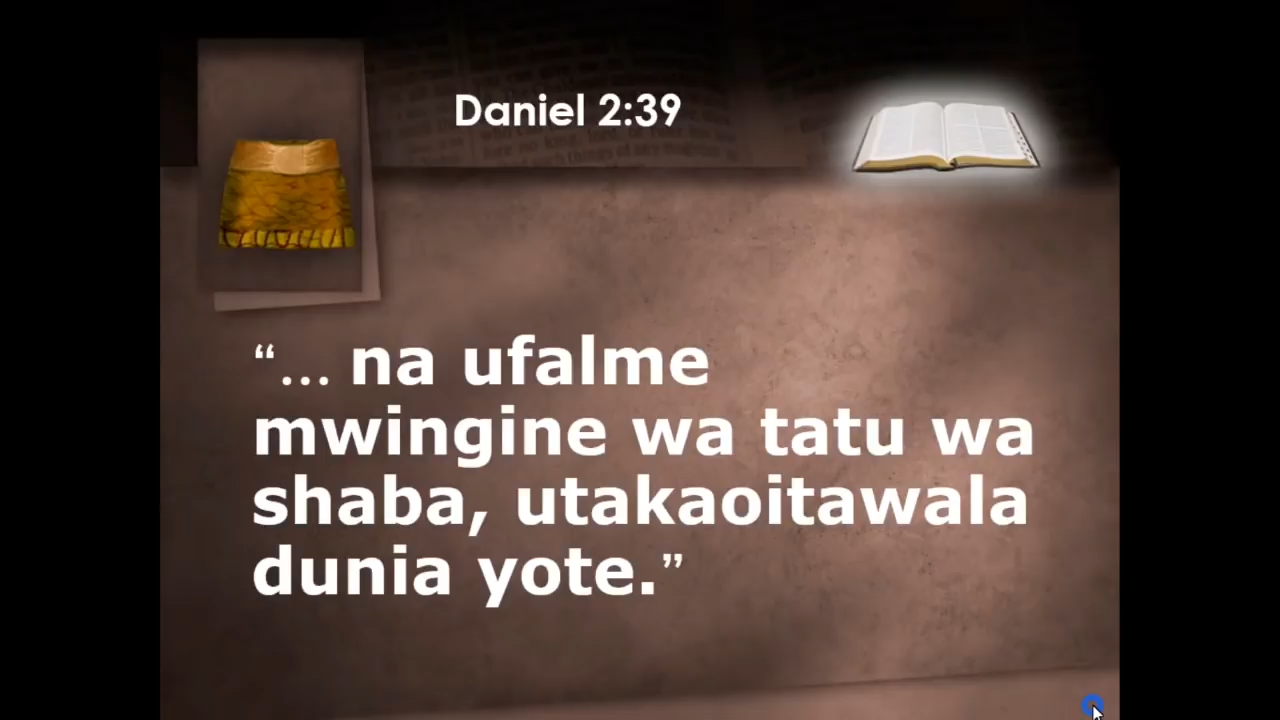 Daniel 2:39
“... na ufalme
mwingine wa tatu wa
shaba, utakaoitawala
dunia yote.”